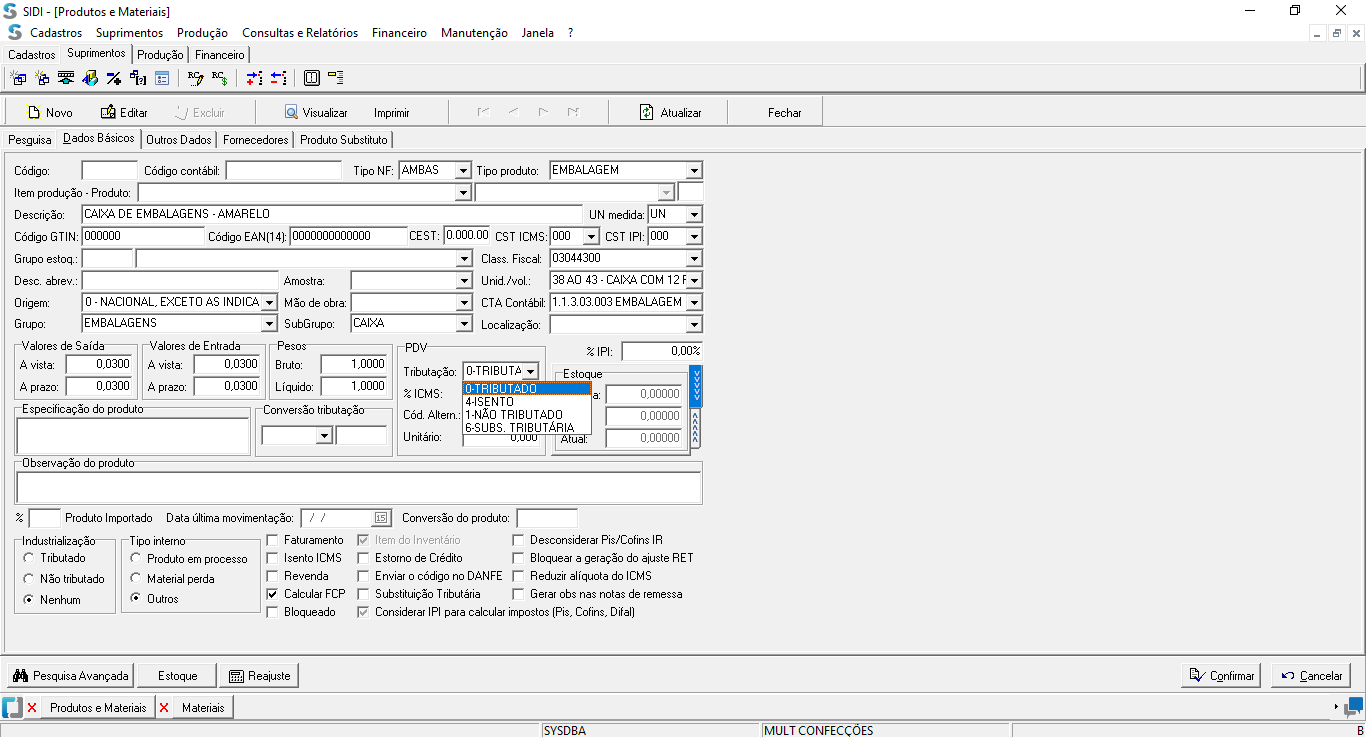 SIDI - [Produtos e Materiais]
Cadastros Suprimentos Produção Consultas e Relatórios Financeiro Manutenção Janela ?
Cadastros Suprimentos Produção Financeiro
Novo Editar Excluir Visualizar Imprimir Atualizar Fechar
Pesquisa Dados Básicos Outros Dados Fornecedores Produto Substituto
Código: Código contábil: Tipo NF: AMBAS Tipo produto: EMBALAGEM
Item produção - Produto:
Descrição: CAIXA DE EMBALAGENS - AMARELO UN medida: UN
Código GTIN: 000000 Código EAN(14): 0000000000000 CEST: 0.000.00 CST ICMS: 000 CST IPI: 000
Grupo estoq.: Class. Fiscal: 03044300
Desc. abrev.: Amostra: Unid./vol.: 38 AO 43 - CAIXA COM 12 F
Origem: 0 - NACIONAL, EXCETO AS INDICA Mão de obra: CTA Contábil: 1.1.3.03.003 EMBALAGEM
Grupo: EMBALAGENS SubGrupo: CAIXA Localização:
Valores de Saída Valores de Entrada Pesos PDV % IPI: 0,00%
A vista: 0,0300 A vista: 0,0300 Bruto: 1,0000 Tributação: 0-TRIBUTA Estoque
A prazo: 0,0300 A prazo: 0,0300 Líquido: 1,0000 % ICMS: 0-TRIBUTADO a: 0,00000
4-ISENTO
Especificação do produto Conversão tributação Cód. Altern.: 1-NÃO TRIBUTADO 0,00000
6-SUBS. TRIBUTÁRIA
Unitário: 0,000 Atual: 0,00000
Observação do produto
% Produto Importado Data última movimentação: / / 15 Conversão do produto:
Industrialização Tipo interno Faturamento Item do Inventário Desconsiderar Pis/Cofins IR
Tributado Produto em processo Isento ICMS Estorno de Crédito Bloquear a geração do ajuste RET
Não tributado Material perda Revenda Enviar o código no DANFE Reduzir alíquota do ICMS
Nenhum Outros Calcular FCP Substituição Tributária Gerar obs nas notas de remessa
Bloqueado Considerar IPI para calcular impostos (Pis, Cofins, Difal)
Pesquisa Avançada Estoque Reajuste Confirmar Cancelar
Produtos e Materiais Materiais
SYSDBA MULT CONFECÇÕES B